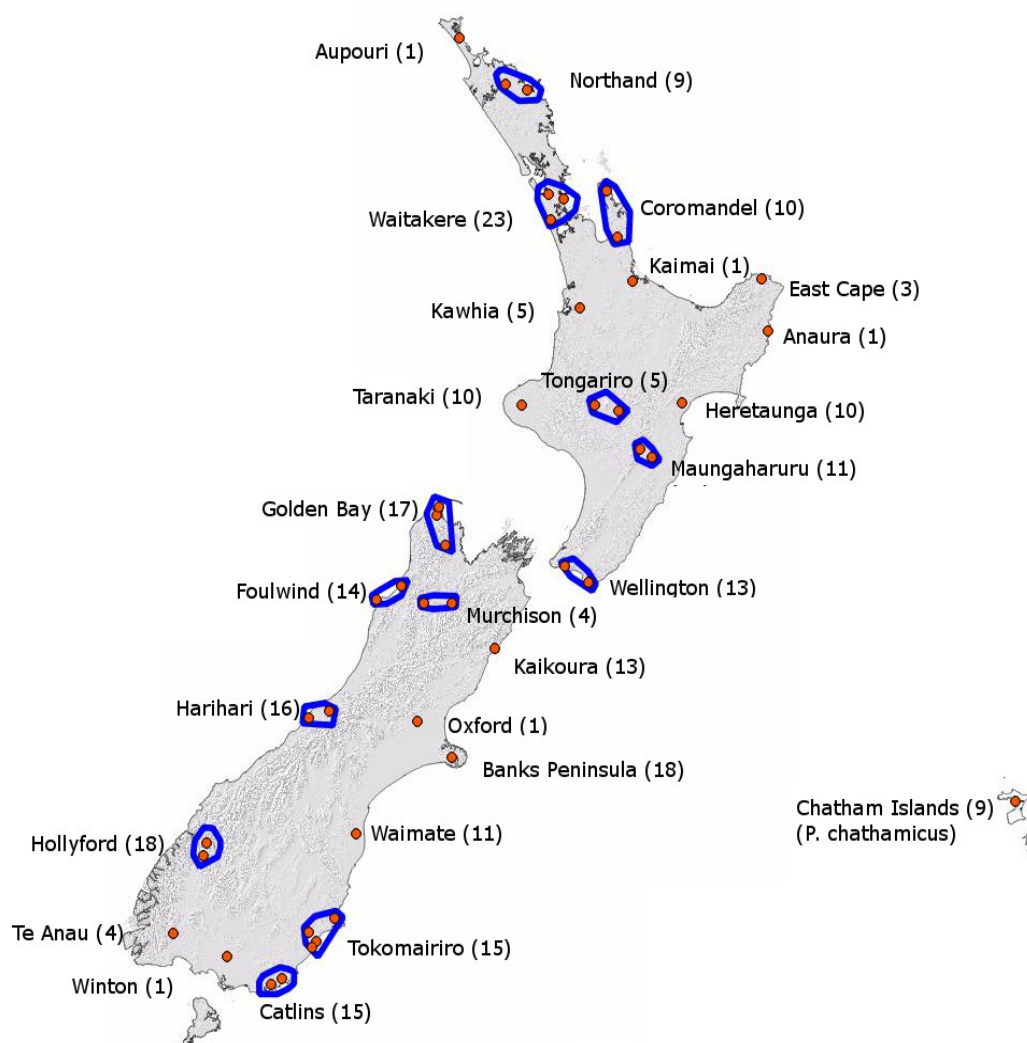 Aupouri (1)
Northand (9)
Waitakere (23)
Coromandel (10)
Kaimai (1)
East Cape (3)
Kawhia (5)
Anaura (1)
Tongariro (5)
Taranaki (10)
Heretaunga (10)
Maungaharuru (11)
Golden Bay (17)
Wellington (13)
Foulwind (14)
Murchison (4)
Kaikoura (13)
Harihari (16)
Oxford (1)
Banks Peninsula (18)
Chatham Islands (9)
(P. chathamicus)
Waimate (11)
Hollyford (18)
Te Anau (4)
Tokomairiro (15)
Winton (1)
Catlins (15)